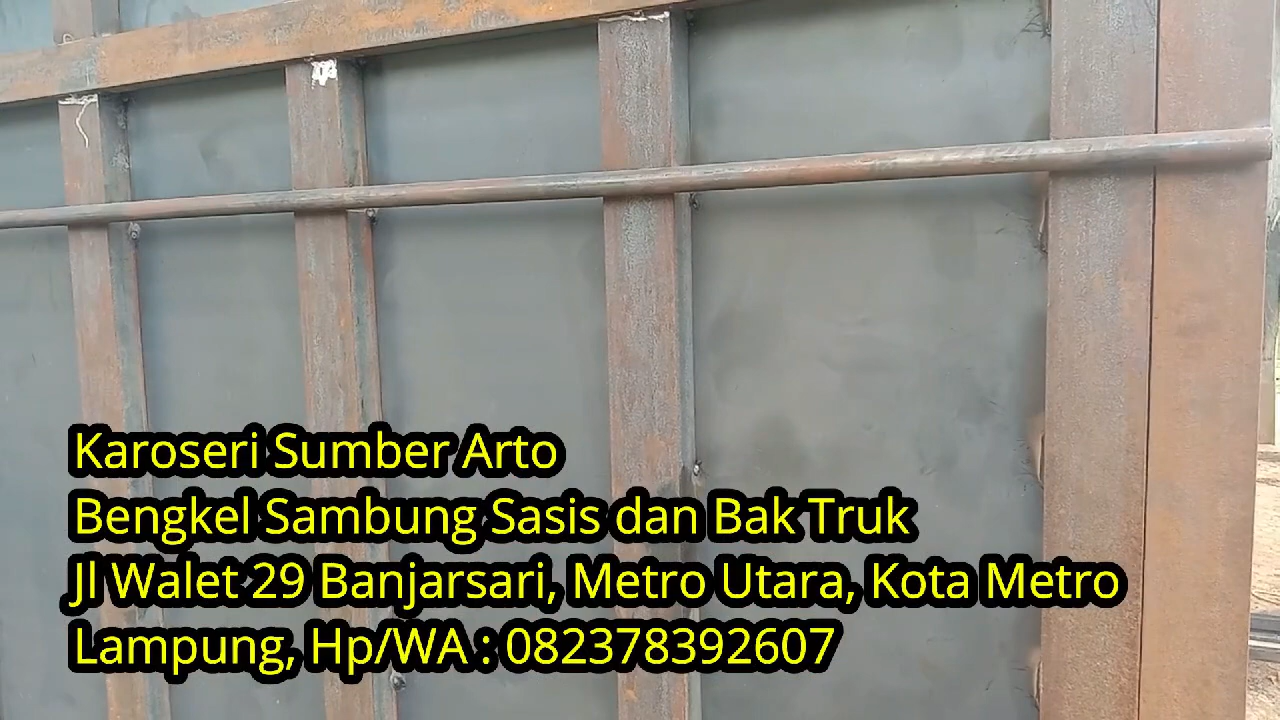 Karoseri Sumber Arto
Bengkel Sambung Sasis dan Bak Truk
Jl Walet 29 Banjarsari, Metro Utara, Kota Metro
Lampung, Hp/WA : 082378392607